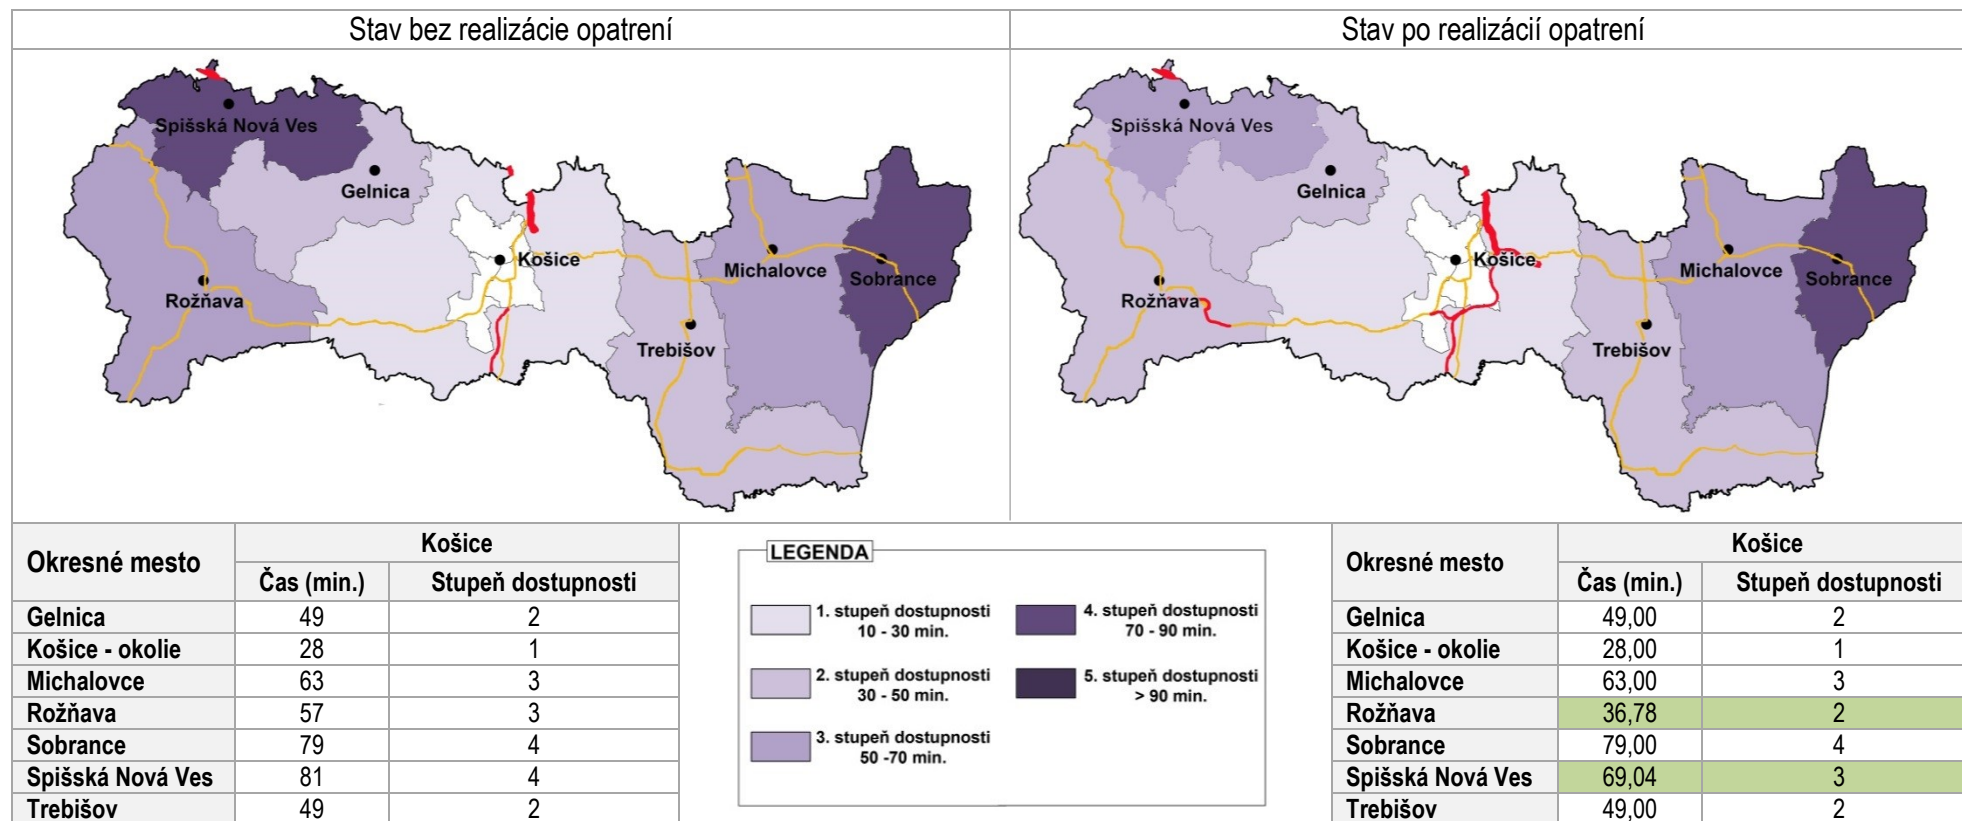 Stav bez realizácie opatrení
Stav po realizácií opatrení
Spišská Nová Ves
Gelnica
Košice
Rožňava
Michalovce
Sobrance
Trebišov
Spišská Nová Ves
Gelnica
Košice
Rožňava
Michalovce
Sobrance
Trebišov
Okresné mesto
Košice
Čas (min.) Stupeň dostupnosti
Gelnica 49 2
Košice - okolie 28 1
Michalovce 63 3
Rožňava 57 3
Sobrance 79 4
Spišská Nová Ves 81 4
Trebišov 49 2
LEGENDA
1. stupeň dostupnosti
10 - 30 min.
2. stupeň dostupnosti
30 - 50 min.
3. stupeň dostupnosti
50 -70 min.
4. stupeň dostupnosti
70 - 90 min.
5. stupeň dostupnosti
> 90 min.
Okresné mesto
Košice
Čas (min.) Stupeň dostupnosti
Gelnica 49,00 2
Košice - okolie 28,00 1
Michalovce 63,00 3
Rožňava 36,78 2
Sobrance 79,00 4
Spišská Nová Ves 69,04 3
Trebišov 49,00 2